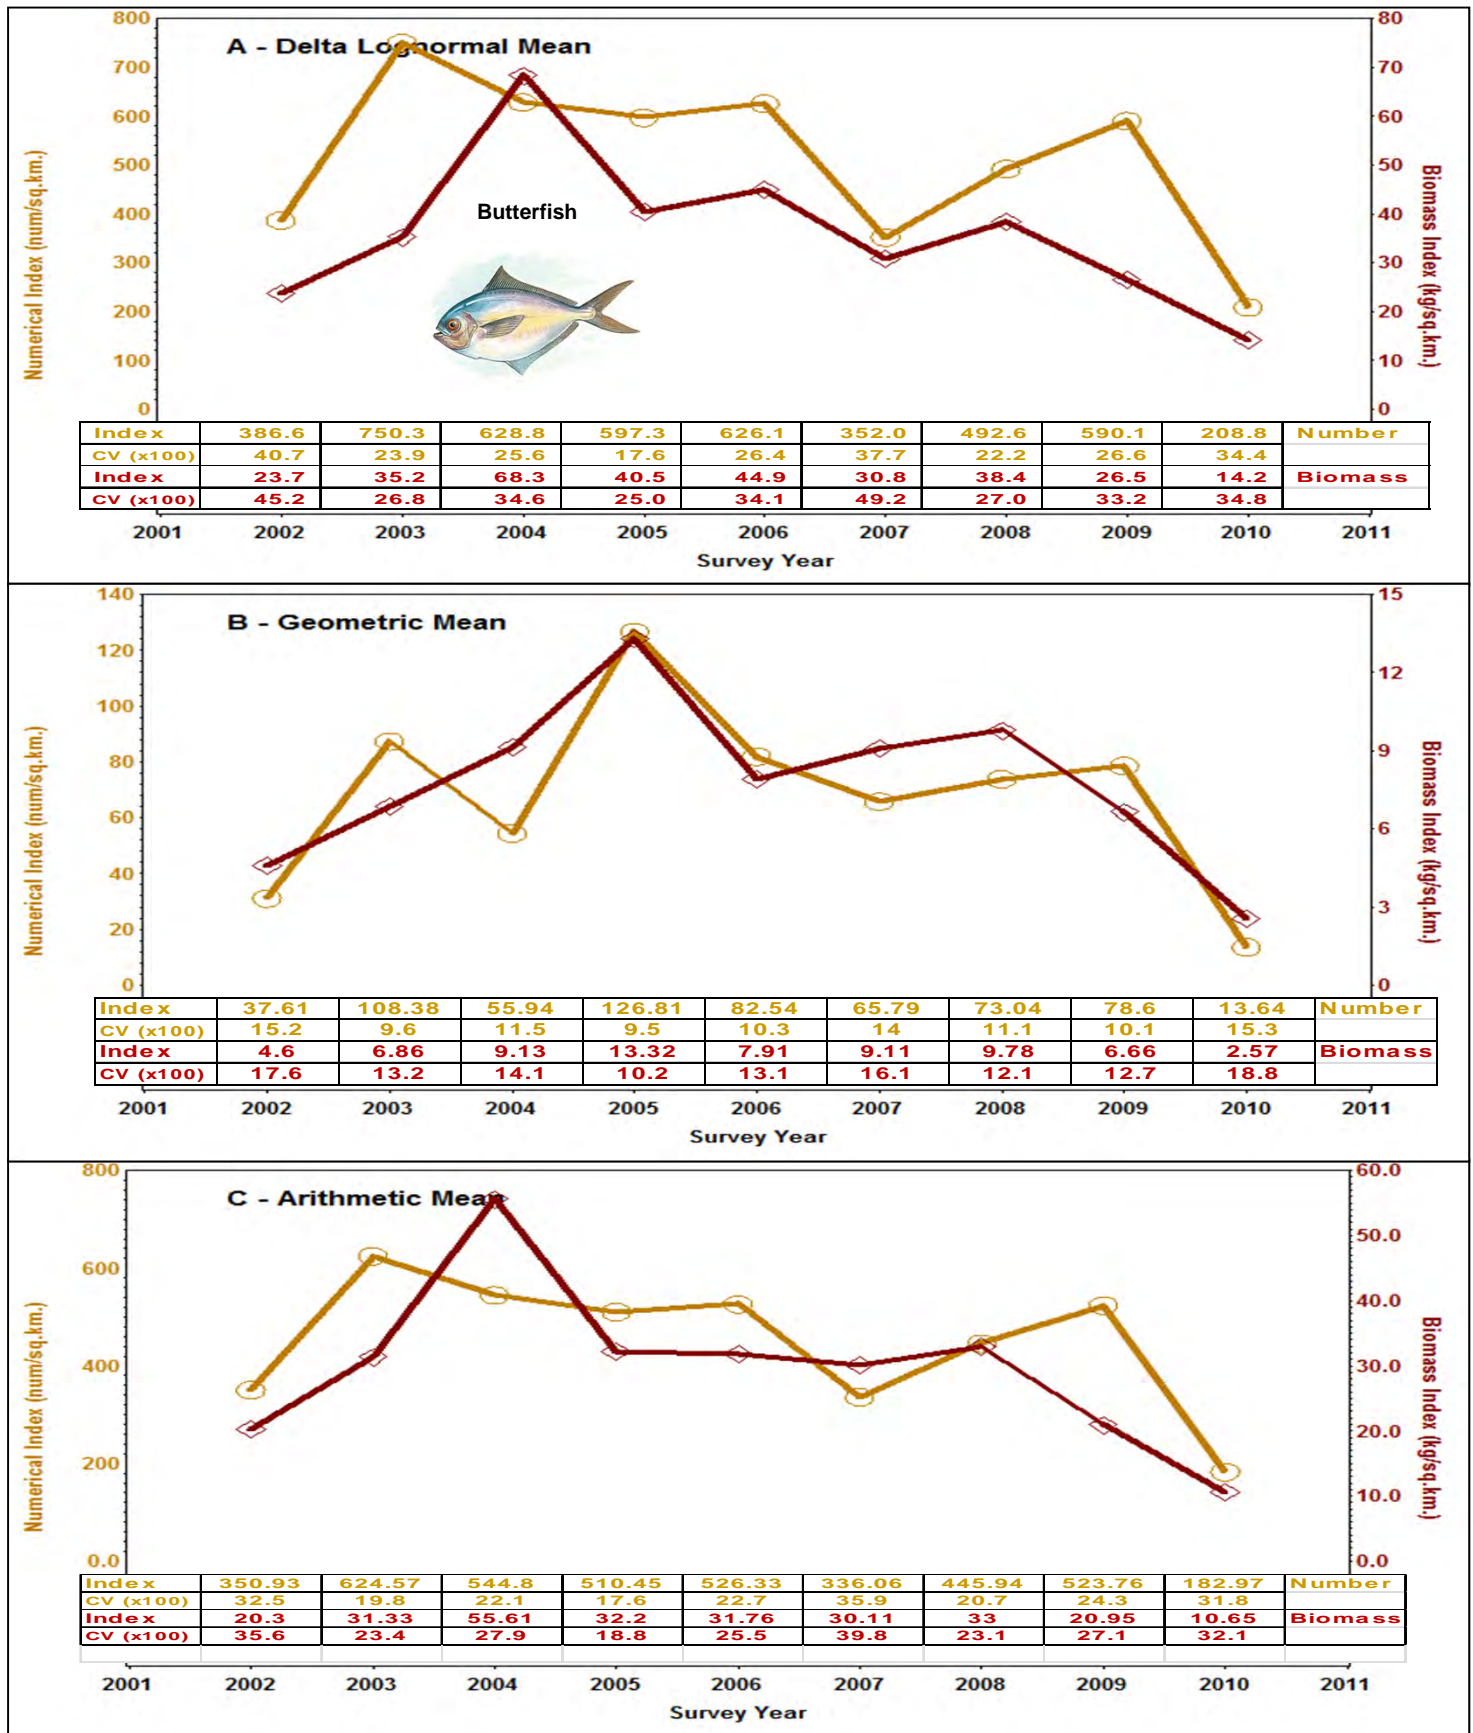 A - Delta Lognormal Mean
800 80
700 70
600 60
500 50
400 40
300 30
200 20
100 10
0 0
Numerical Index (num/sq.km.)
Biomass Index (kg/sq.km.)
Butterfish
Index 386.6 750.3 628.8 597.3 626.1 352.0 492.6 590.1 208.8 Number
CV (x100) 40.7 23.9 25.6 17.6 26.4 37.7 22.2 26.6 34.4
Index 23.7 35.2 68.3 40.5 44.9 30.8 38.4 26.5 14.2 Biomass
CV (x100) 45.2 26.8 34.6 25.0 34.1 49.2 27.0 33.2 34.8
2001 2002 2003 2004 2005 2006 2007 2008 2009 2010 2011
Survey Year
B - Geometric Mean
140 15
120 12
100 9
80 6
60 3
40 0
20
0
Numerical Index (num/sq.km.)
Biomass Index (kg/sq.km.)
Index 37.61 108.38 55.94 126.81 82.54 65.79 73.04 78.6 13.64 Number
CV (x100) 15.2 9.6 11.5 9.5 10.3 14 11.1 10.1 15.3
Index 4.6 6.86 9.13 13.32 7.91 9.11 9.78 6.66 2.57 Biomass
CV (x100) 17.6 13.2 14.1 10.2 13.1 16.1 12.1 12.7 18.8
2001 2002 2003 2004 2005 2006 2007 2008 2009 2010 2011
Survey Year
C - Arithmetic Mean
800 60.0
600 50.0
400 40.0
200 30.0
0.0 20.0
10.0
0.0
Numerical Index (num/sq.km.)
Biomass Index (kg/sq.km.)
Index 350.93 624.57 544.8 510.45 526.33 336.06 445.94 523.76 182.97 Number
CV (x100) 32.5 19.8 22.1 17.6 22.7 35.9 20.7 24.3 31.8
Index 20.3 31.33 55.61 32.2 31.76 30.11 33 20.95 10.65 Biomass
CV (x100) 35.6 23.4 27.9 18.8 25.5 39.8 23.1 27.1 32.1
2001 2002 2003 2004 2005 2006 2007 2008 2009 2010 2011
Survey Year